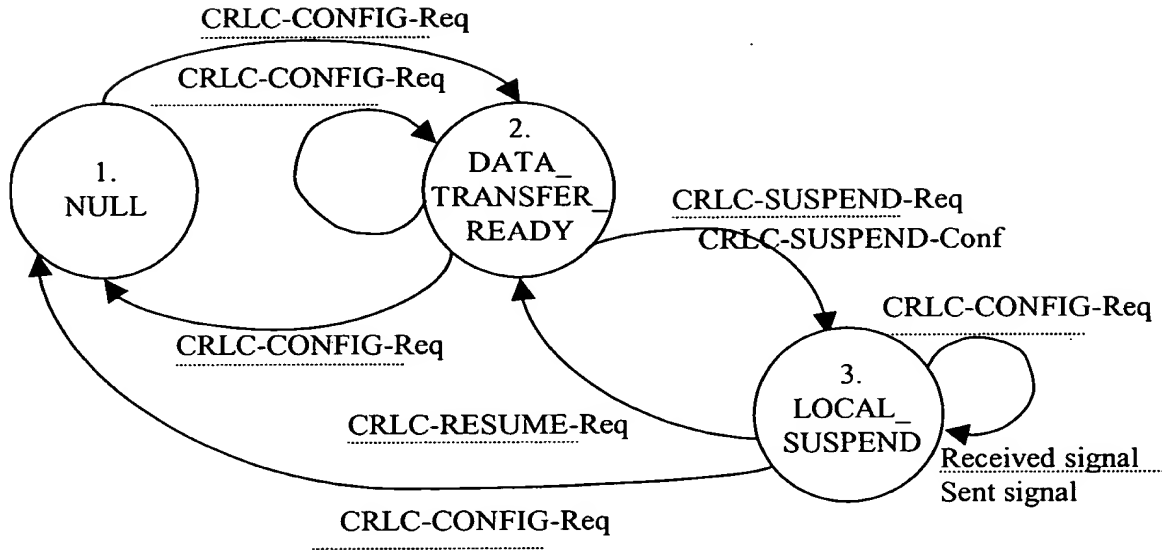 CRLC-CONFIG-Req
CRLC-CONFIG-Req
1.
NULL
2.
DATA_
TRANSFER_
READY
CRLC-SUSPEND-Req
CRLC-SUSPEND-Conf
CRLC-CONFIG-Req
CRLC-CONFIG-Req
3.
LOCAL_
SUSPEND
CRLC-RESUME-Req
Received signal
Sent signal
CRLC-CONFIG-Req